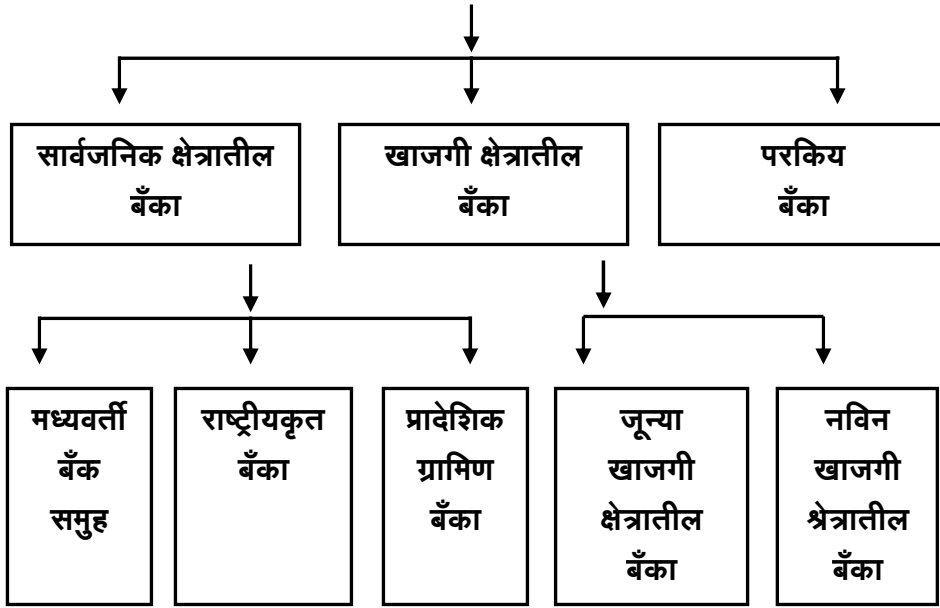 सार्वजनिक क्षेत्रातील
बँका
खाजगी क्षेत्रातील
बँका
परकिय
बँका
मध्यवर्ती
बँक
समुह
राष्ट्रीयकृत
बँका
प्रादेशिक
ग्रामिण
बँका
जून्या
खाजगी
क्षेत्रातील
बँका
नविन
खाजगी
श्रेत्रातील
बँका